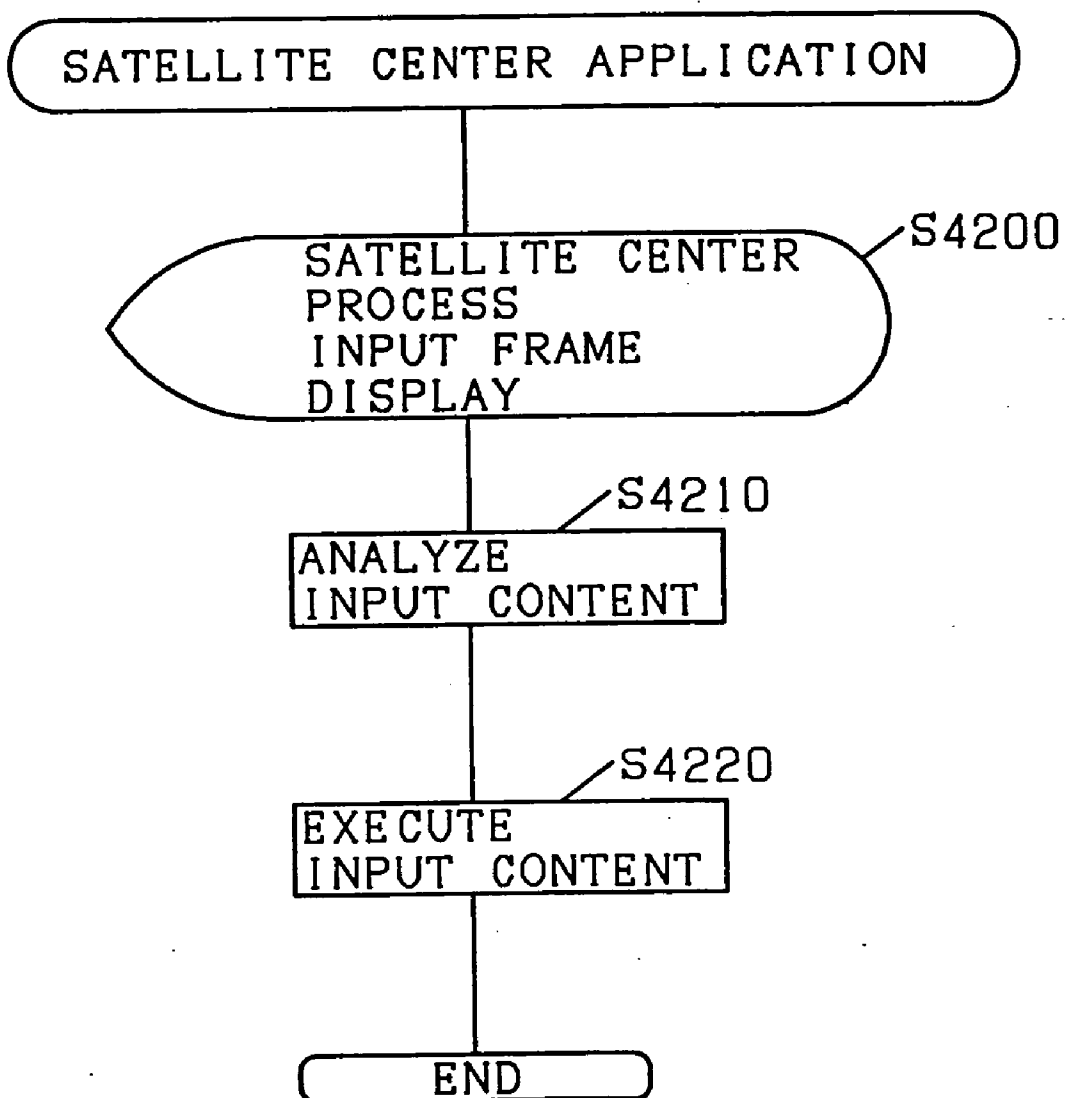 SATELLITE CENTER APPLICATION
S4200
SATELLITE CENTER
PROCESS
INPUT FRAME
DISPLAY
S4210
ANALYZE
INPUT CONTENT
S4220
EXECUTE
INPUT CONTENT
END